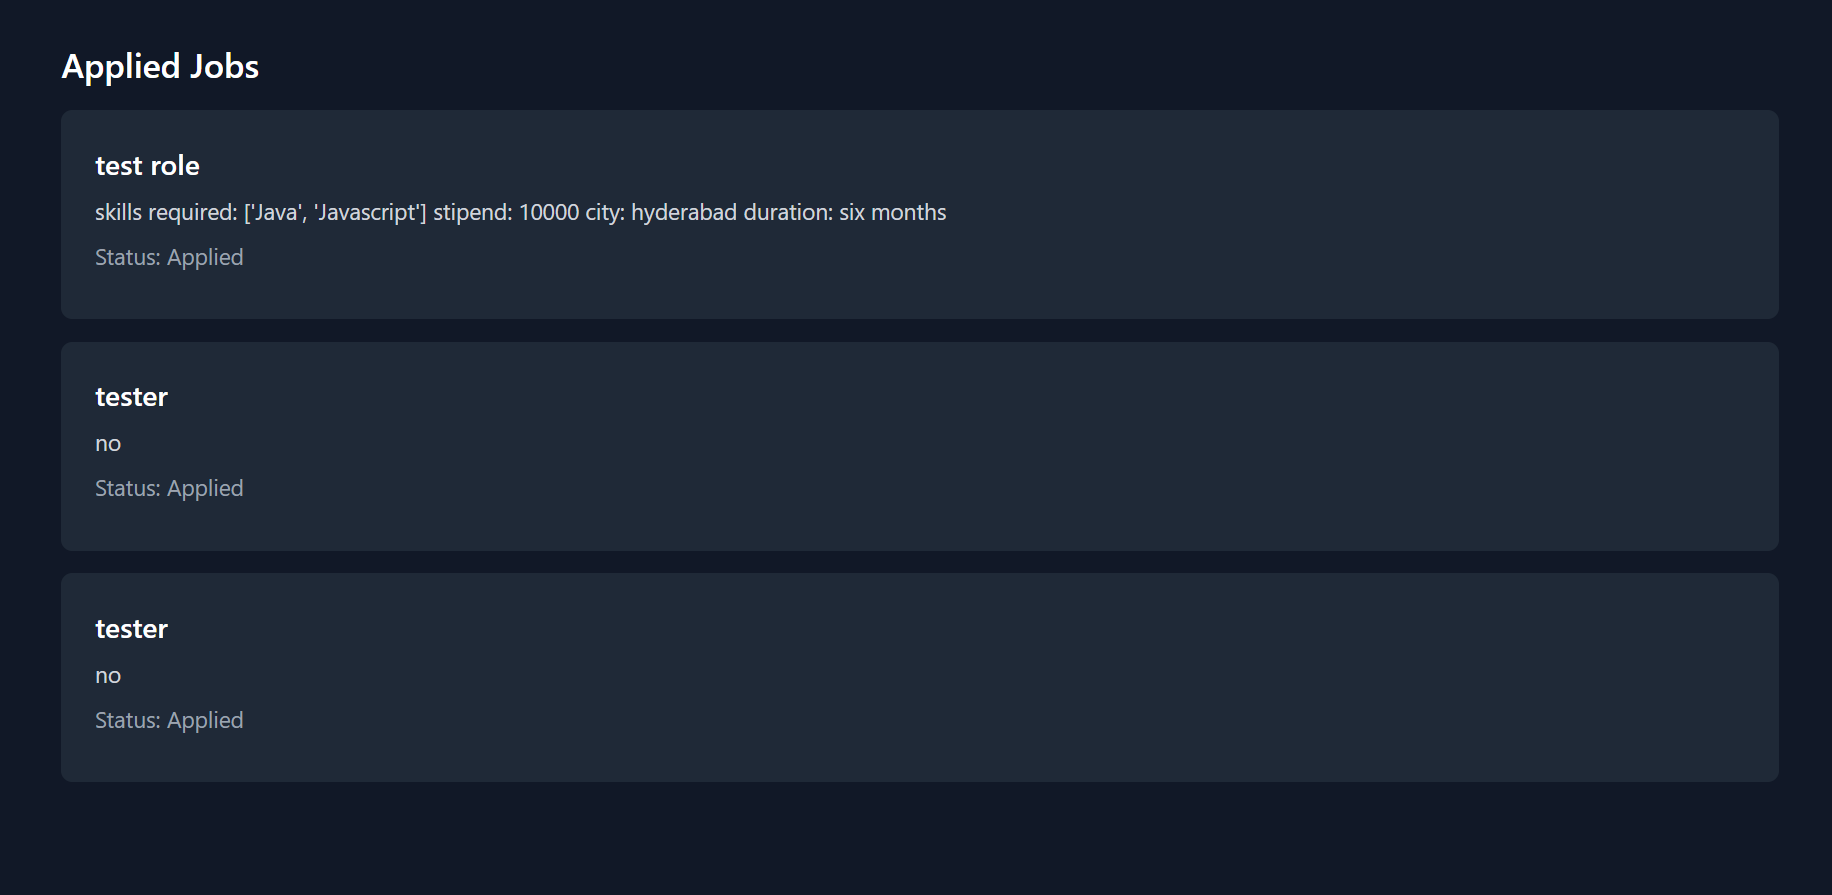 Applied Jobs
test role
skills required: ['Java', 'Javascript'] stipend: 10000 city: hyderabad duration: six months
Status: Applied
tester
no
Status: Applied
tester
no
Status: Applied